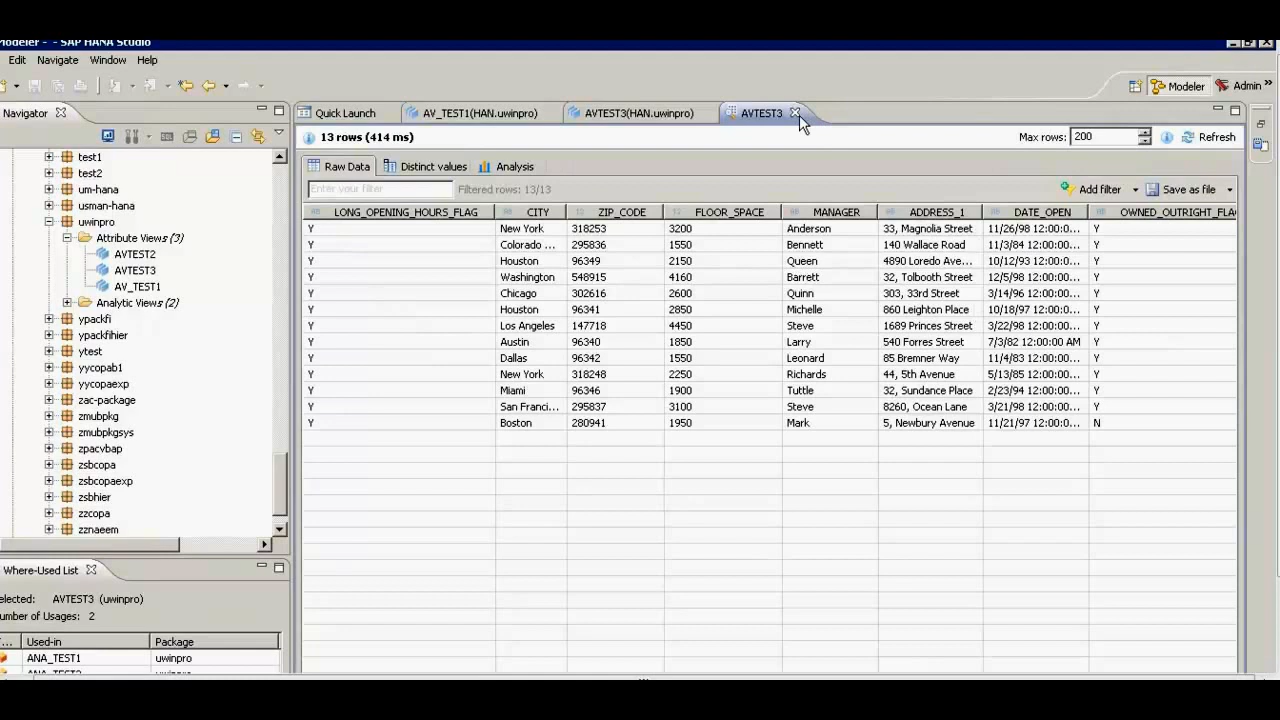 Modeler - - SAP HANA Studio
Edit Navigate Window Help
Modeler Admin »
Navigator
Quick Launch AV_TEST1(HAN.uwinpro) AVTEST3(HAN.uwinpro) AVTEST3
13 rows (414 ms) Max rows: 200 Refresh
Raw Data Distinct values Analysis
Enter your filter Filtered rows: 13/13 Add filter Save as file
test1
test2
um-hana
usman-hana
uwinpro
Attribute Views (3)
AVTEST2
AVTEST3
AV_TEST1
Analytic Views (2)
ypackfi
ypackfihier
ytest
yycopab1
yycopaexp
zac-package
zmubpkg
zmubpkgsys
zpacvbap
zsbcopa
zsbcopaexp
zsbhier
zzcopa
zznaeem
LONG_OPENING_HOURS_FLAG CITY ZIP_CODE FLOOR_SPACE MANAGER ADDRESS_1 DATE_OPEN OWNED_OUTRIGHT_FLA
Y New York 318253 3200 Anderson 33, Magnolia Street 11/26/98 12:00:0... Y
Y Colorado ... 295836 1550 Bennett 140 Wallace Road 11/3/84 12:00:00... Y
Y Houston 96349 2150 Queen 4890 Loredo Ave... 10/12/93 12:00:0... Y
Y Washington 548915 4160 Barrett 32, Tolbooth Street 12/5/98 12:00:00... Y
Y Chicago 302616 2600 Quinn 303, 33rd Street 3/14/96 12:00:00... Y
Y Houston 96341 2850 Michelle 860 Leighton Place 10/18/97 12:00:0... Y
Y Los Angeles 147718 4450 Steve 1689 Princes Street 3/22/98 12:00:00... Y
Y Austin 96340 1850 Larry 540 Forres Street 7/3/82 12:00:00 AM Y
Y Dallas 96342 1550 Leonard 85 Bremner Way 11/4/83 12:00:00... Y
Y New York 318248 2250 Richards 44, 5th Avenue 5/13/85 12:00:00... Y
Y Miami 96346 1900 Tuttle 32, Sundance Place 2/23/94 12:00:00... Y
Y San Franci... 295837 3100 Steve 8260, Ocean Lane 3/21/98 12:00:00... Y
Y Boston 280941 1950 Mark 5, Newbury Avenue 11/21/97 12:00:0... N
Where-Used List
elected: AVTEST3 (uwinpro)
umber of Usages: 2
... Used-in Package
ANA_TEST1 uwinpro